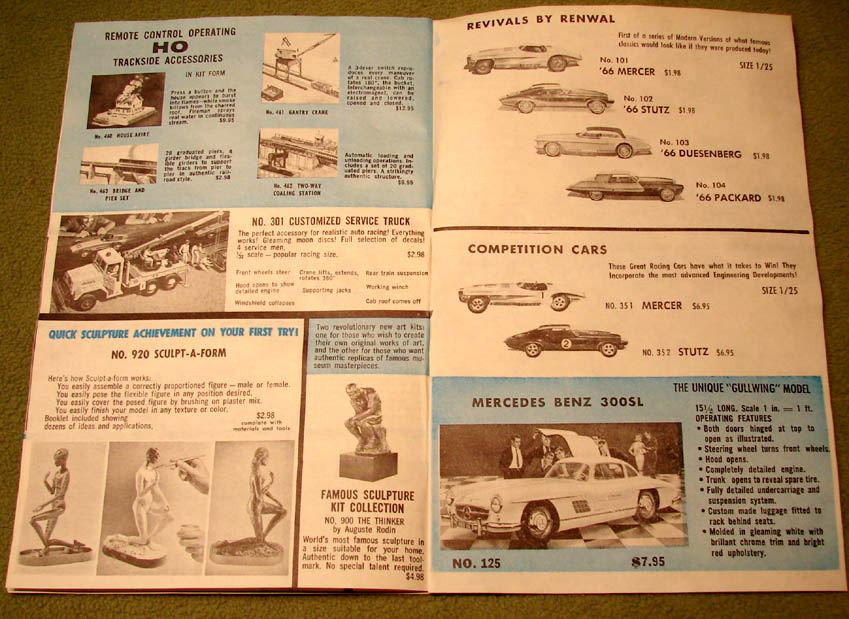 REMOTE CONTROL OPERATING
HO
TRACKSIDE ACCESSORIES
IN KIT FORM
Press a button and the
house appears to burst
into flames—white smoke
billows from the charred
roof. Fireman sprays
real water in continuous
stream. $9.95
No. 460 HOUSE AFIRE
A 3-lever switch repro-
duces every maneuver
of a real crane: Cab ro-
tates 180°, the bucket,
interchangeable with an
electromagnet, can be
raised and lowered,
opened and closed.
$12.95
No. 461 GANTRY CRANE
28 graduated piers, 4
girder bridge and flex-
ible girders to support
the track from pier to
pier in authentic rail-
road style. $2.98
No. 463 BRIDGE AND
PIER SET
Automatic loading and
unloading operations. In-
cludes a set of 20 grad-
uated piers. A strikingly
authentic structure.
$9.95
No. 462 TWO-WAY
COALING STATION
NO. 301 CUSTOMIZED SERVICE TRUCK
The perfect accessory for realistic auto racing! Everything
works! Gleaming moon discs! Full selection of decals!
4 service men.
scale — popular racing size. $2.98
Front wheels steer
Hood opens to show
detailed engine
Windshield collapses
Crane lifts, extends,
rotates 360°
Supporting jacks
Rear train suspension
Working winch
Cab roof comes off
QUICK SCULPTURE ACHIEVEMENT ON YOUR FIRST TRY!
NO. 920 SCULPT-A-FORM
Here's how Sculpt-a-form works:
You easily assemble a correctly proportioned figure — male or female.
You easily pose the flexible figure in any position desired.
You easily cover the posed figure by brushing on plaster mix.
You easily finish your model in any texture or color.
Booklet included showing
dozens of ideas and applications.
$2.98
complete with
materials and tools
Two revolutionary new art kits:
one for those who wish to create
their own original works of art,
and the other for those who want
authentic replicas of famous mu-
seum masterpieces.
FAMOUS SCULPTURE
KIT COLLECTION
NO. 900 THE THINKER
by Auguste Rodin
World's most famous sculpture in
a size suitable for your home.
Authentic down to the last tool-
mark. No special talent required.
$4.98
REVIVALS BY RENWAL
First of a series of Modern Versions of what famous
classics would look like if they were produced today!
SIZE 1/25
No. 101
'66 MERCER $1.98
No. 102
'66 STUTZ $1.98
No. 103
'66 DUESENBERG $1.98
No. 104
'66 PACKARD $1.98
COMPETITION CARS
These Great Racing Cars have what it takes to Win! They
Incorporate the most advanced Engineering Developments!
SIZE 1/25
1
NO. 351 MERCER $6.95
2
NO. 352 STUTZ $6.95
THE UNIQUE "GULLWING" MODEL
MERCEDES BENZ 300SL
15½ LONG. Scale 1 in. = 1 ft.
OPERATING FEATURES
• Both doors hinged at top to
open as illustrated.
• Steering wheel turns front wheels.
• Hood opens.
• Completely detailed engine.
• Trunk opens to reveal spare tire.
• Fully detailed undercarriage and
suspension system.
• Custom made luggage fitted to
rack behind seats.
• Molded in gleaming white with
brilliant chrome trim and bright
red upholstery.
NO. 125
$7.95